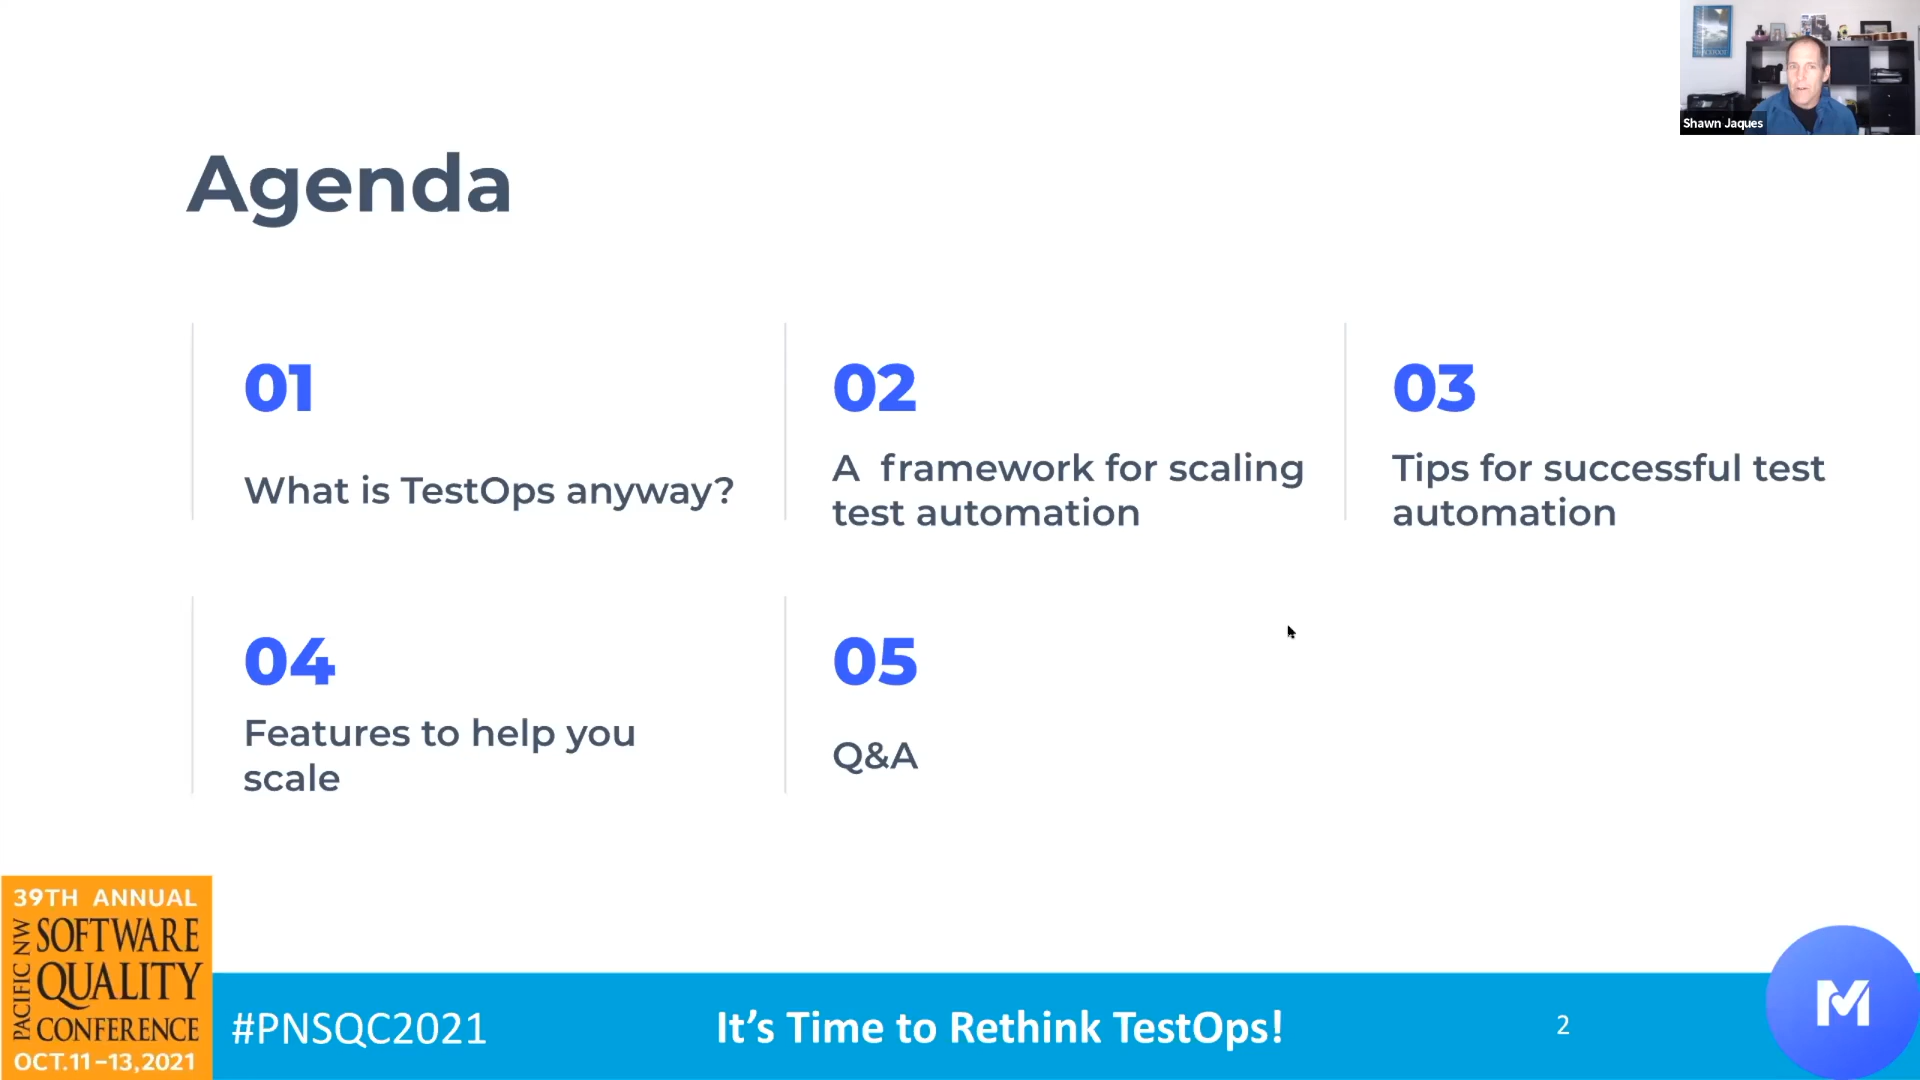 Shawn Jaques
Agenda
01
What is TestOps anyway?
02
A framework for scaling
test automation
03
Tips for successful test
automation
04
Features to help you
scale
05
Q&A
39TH ANNUAL
PACIFIC NW
SOFTWARE
QUALITY
CONFERENCE
OCT.11-13,2021
#PNSQC2021
It's Time to Rethink TestOps!
2
M